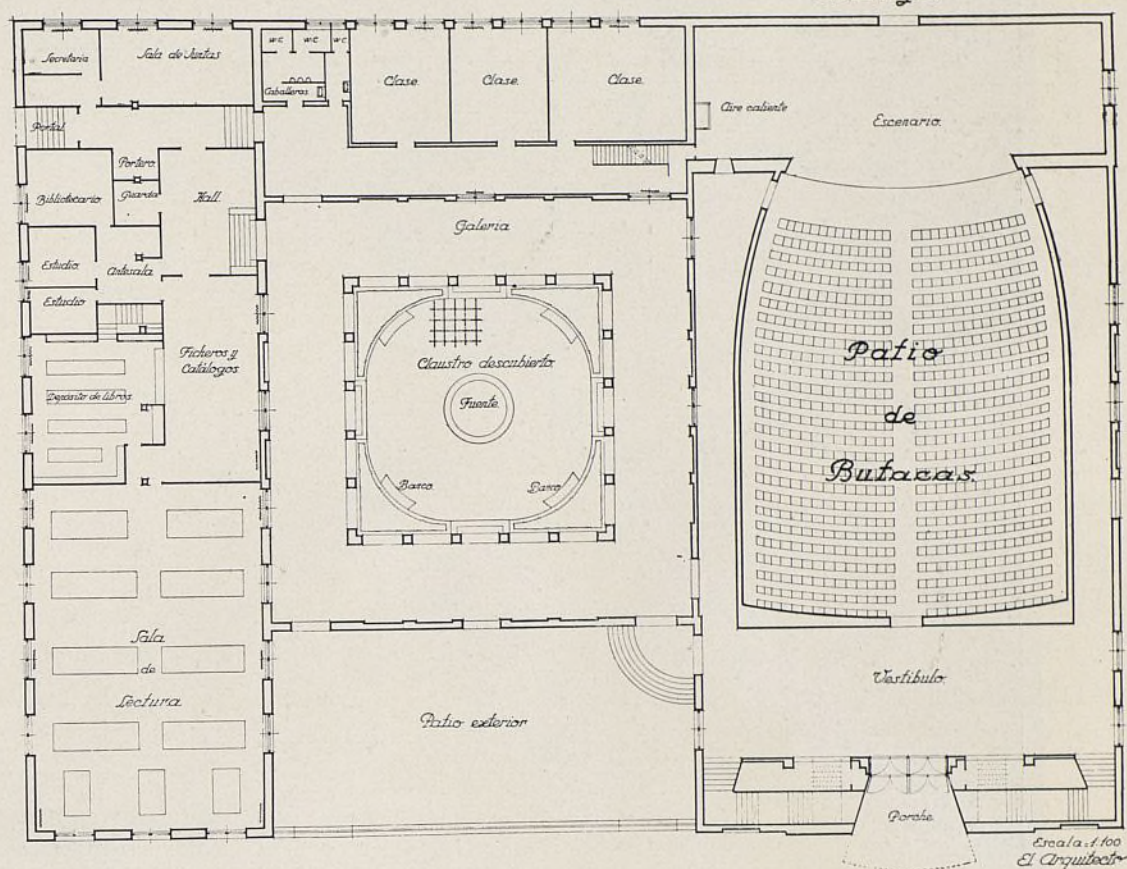 Secretaria
Sala de Juntas
w.c
w.c
w.c
Caballeros
Clase.
Clase.
Clase.
Aire caliente
Escenario.
Portal.
Portero.
Guarda
Hall.
Bibliotecario
Galeria
Estudio
Antesala
Estudio
Ficheros y
Catálogos.
Depósito de libros.
Claustro descubierto.
Fuente.
Banco.
Banco.
Patio
de
Butacas.
Sala
de
Lectura
Patio exterior
Vestíbulo.
Porche.
Escala: 1:100
El Arquitecto